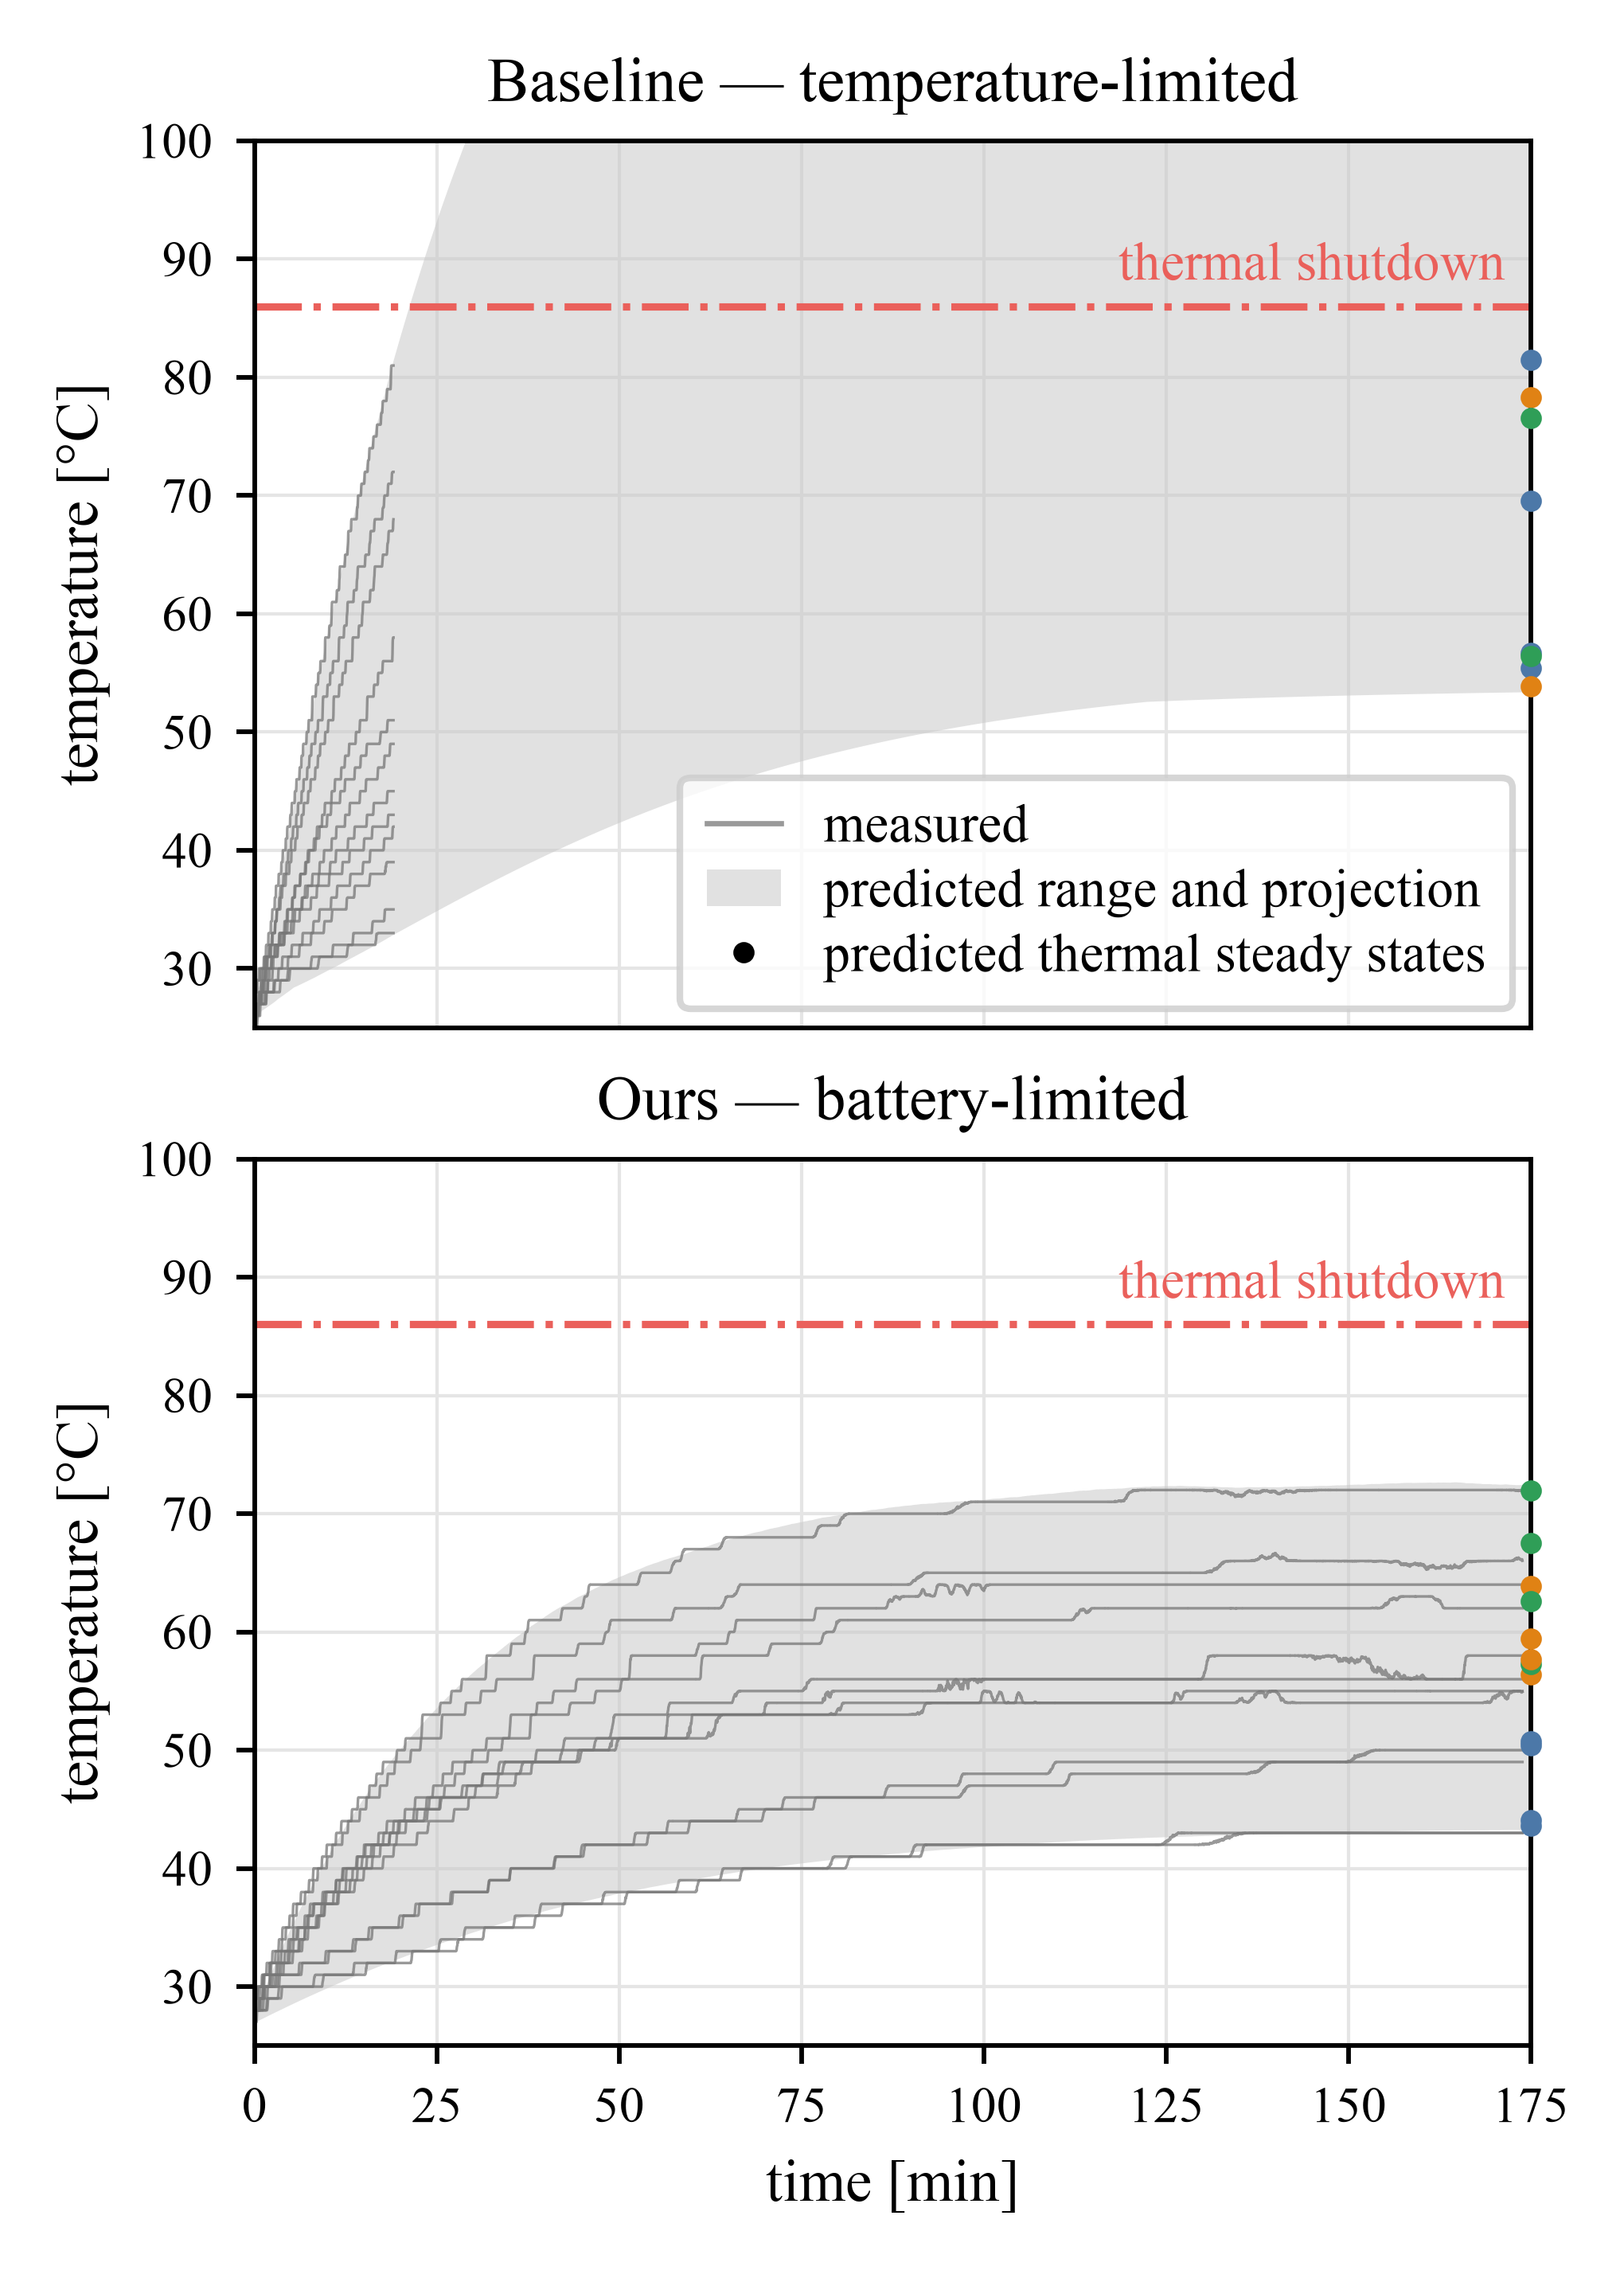 Baseline — temperature-limited
100
90
80
70
60
50
40
30
temperature [°C]
thermal shutdown
measured
predicted range and projection
predicted thermal steady states
Ours — battery-limited
100
90
80
70
60
50
40
30
temperature [°C]
thermal shutdown
0 25 50 75 100 125 150 175
time [min]